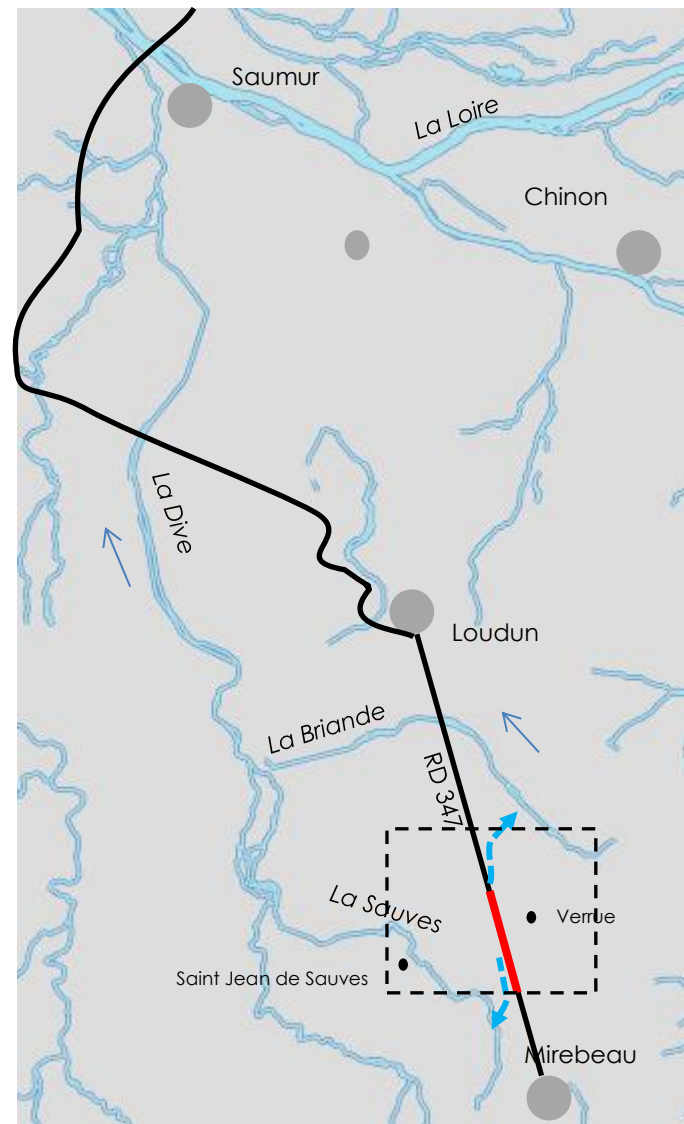 Saumur
La Loire
Chinon
La Dive
Loudun
La Briande
RD 347
La Sauves
Verrue
Saint Jean de Sauves
Mirebeau